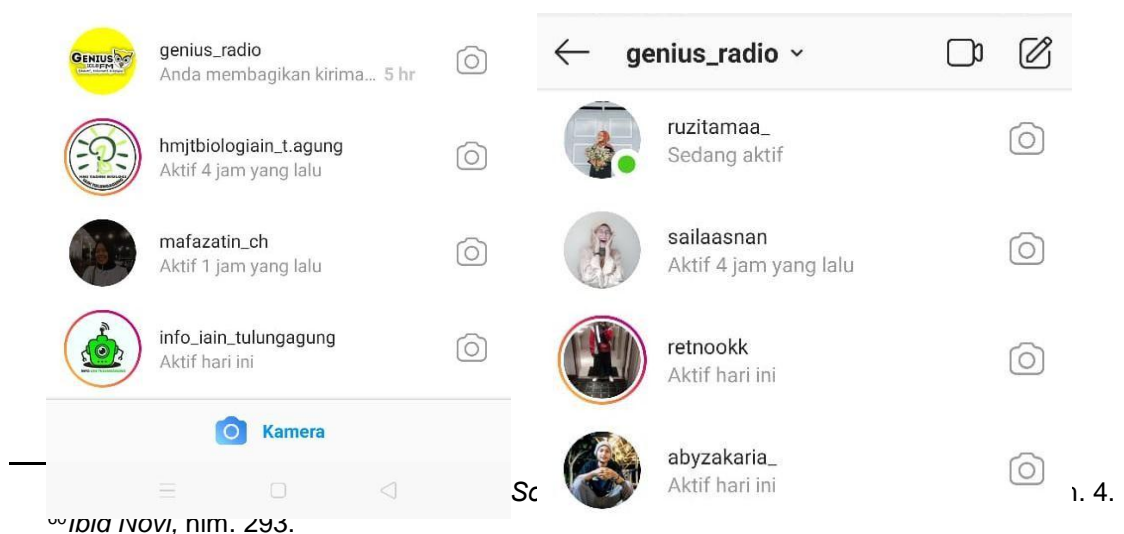 genius_radio
Anda membagikan kirima... 5 hr
hmjtbiologiain_t.agung
Aktif 4 jam yang lalu
mafazatin_ch
Aktif 1 jam yang lalu
info_iain_tulungagung
Aktif hari ini
Kamera
genius_radio
ruzitamaa_
Sedang aktif
sailaasnan
Aktif 4 jam yang lalu
retnookk
Aktif hari ini
abyzakaria_
Aktif hari ini
4.
Ibid Novi, hlm. 293.